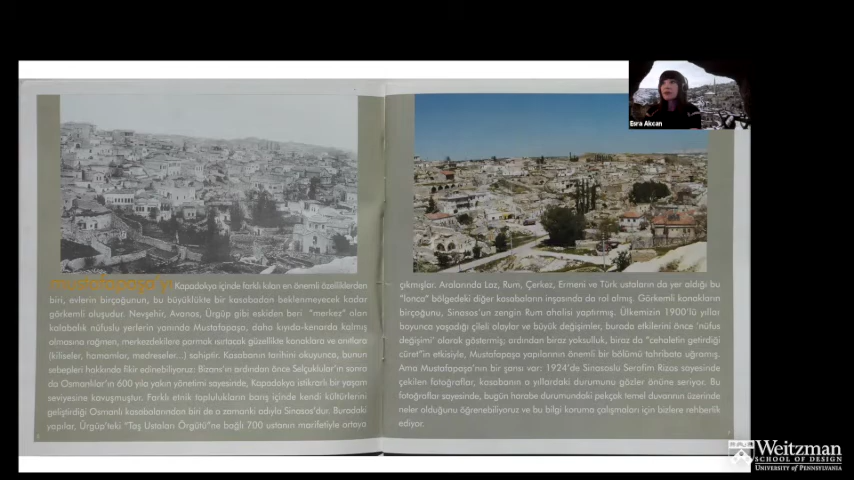 Esra Akcan
mustafapaşa'yı Kapadokya içinde farklı kılan en önemli özelliklerden
biri, evlerin birçoğunun, bu büyüklükte bir kasabadan beklenmeyecek kadar
görkemli oluşudur. Nevşehir, Avanos, Ürgüp gibi eskiden beri "merkez" olan
kalabalık nüfuslu yerlerin yanında Mustafapaşa, daha kıyıda-kenarda kalmış
olmasına rağmen, merkezdekilere parmak ısırtacak güzellikte konaklara ve anıtlara
(kiliseler, hamamlar, medreseler...) sahiptir. Kasabanın tarihini okuyunca, bunun
sebepleri hakkında fikir edinebiliyoruz: Bizans'ın ardından önce Selçuklular'ın sonra
da Osmanlılar'ın 600 yıla yakın yönetimi sayesinde, Kapadokya istikrarlı bir yaşam
seviyesine kavuşmuştur. Farklı etnik toplulukların barış içinde kendi kültürlerini
geliştirdiği Osmanlı kasabalarından biri de o zamanki adıyla Sinasos'dur. Buradaki
yapılar, Ürgüp'teki "Taş Ustaları Örgütü"ne bağlı 700 ustanın marifetiyle ortaya
çıkmışlar. Aralarında Laz, Rum, Çerkez, Ermeni ve Türk ustaların da yer aldığı bu
"lonca" bölgedeki diğer kasabaların inşasında da rol almış. Görkemli konakların
birçoğunu, Sinasos'un zengin Rum ahalisi yaptırmış. Ülkemizin 1900'lü yıllar
boyunca yaşadığı çileli olaylar ve büyük değişimler, burada etkilerini önce 'nüfus
değişimi' olarak göstermiş; ardından biraz yoksulluk, biraz da "cehaletin getirdiği
cüret"in etkisiyle, Mustafapaşa yapılarının önemli bir bölümü tahribata uğramış.
Ama Mustafapaşa'nın bir şansı var: 1924'de Sinasoslu Serafim Rizos sayesinde
çekilen fotoğraflar, kasabanın o yıllardaki durumunu gözler önüne seriyor. Bu
fotoğraflar sayesinde, bugün harabe durumundaki pekçok temel duvarının üzerinde
neler olduğunu öğrenebiliyoruz ve bu bilgi koruma çalışmaları için bizlere rehberlik
ediyor.
Weitzman
SCHOOL OF DESIGN
UNIVERSITY of PENNSYLVANIA